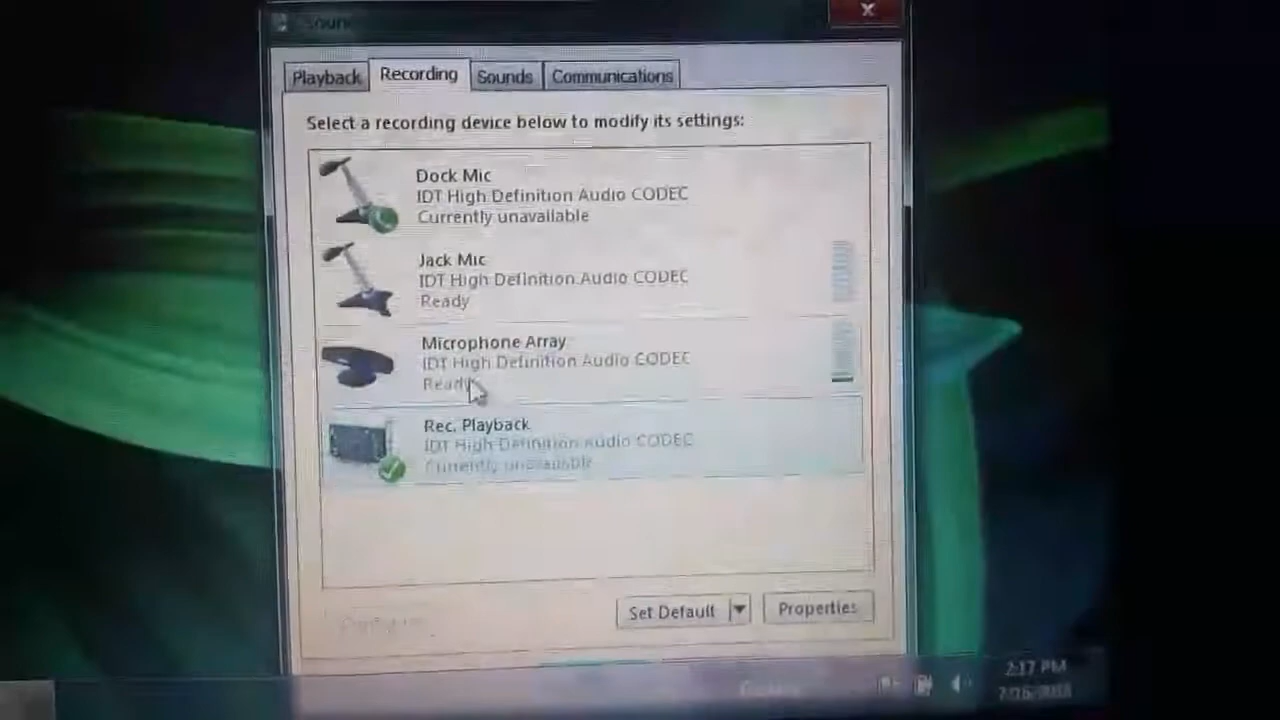 Sound
Playback
Recording
Sounds
Communications
Select a recording device below to modify its settings:
Dock Mic
IDT High Definition Audio CODEC
Currently unavailable
Jack Mic
IDT High Definition Audio CODEC
Ready
Microphone Array
IDT High Definition Audio CODEC
Ready
Rec. Playback
IDT High Definition Audio CODEC
Currently unavailable
Set Default
Properties
2:17 PM